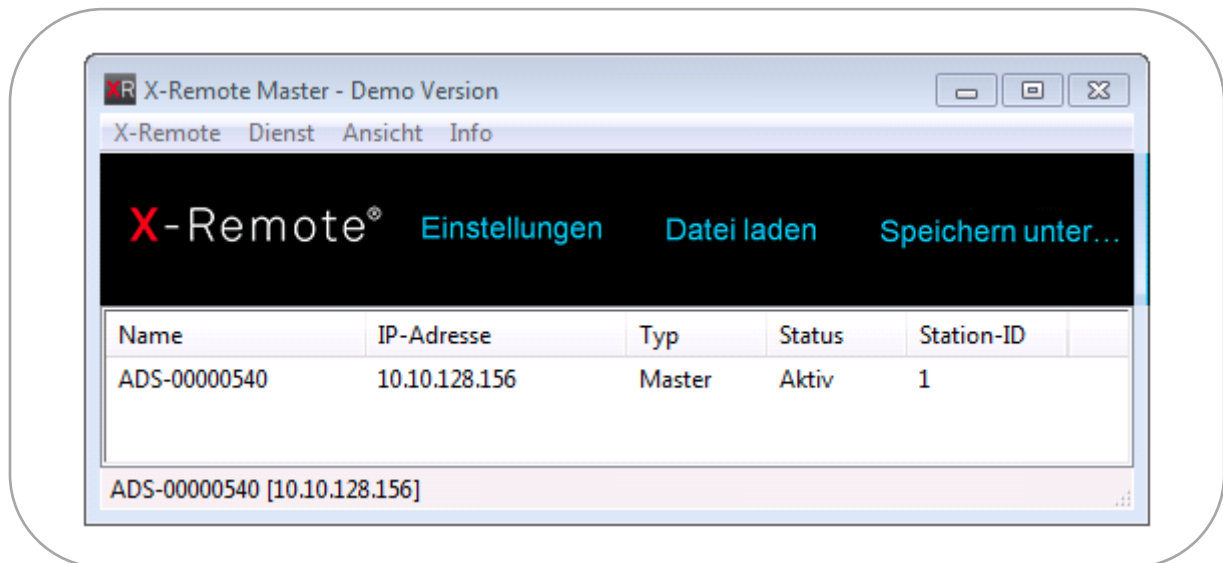 XR X-Remote Master - Demo Version
X-Remote Dienst Ansicht Info
X-Remote® Einstellungen Datei laden Speichern unter...
Name IP-Adresse Typ Status Station-ID
ADS-00000540 10.10.128.156 Master Aktiv 1
ADS-00000540 [10.10.128.156]